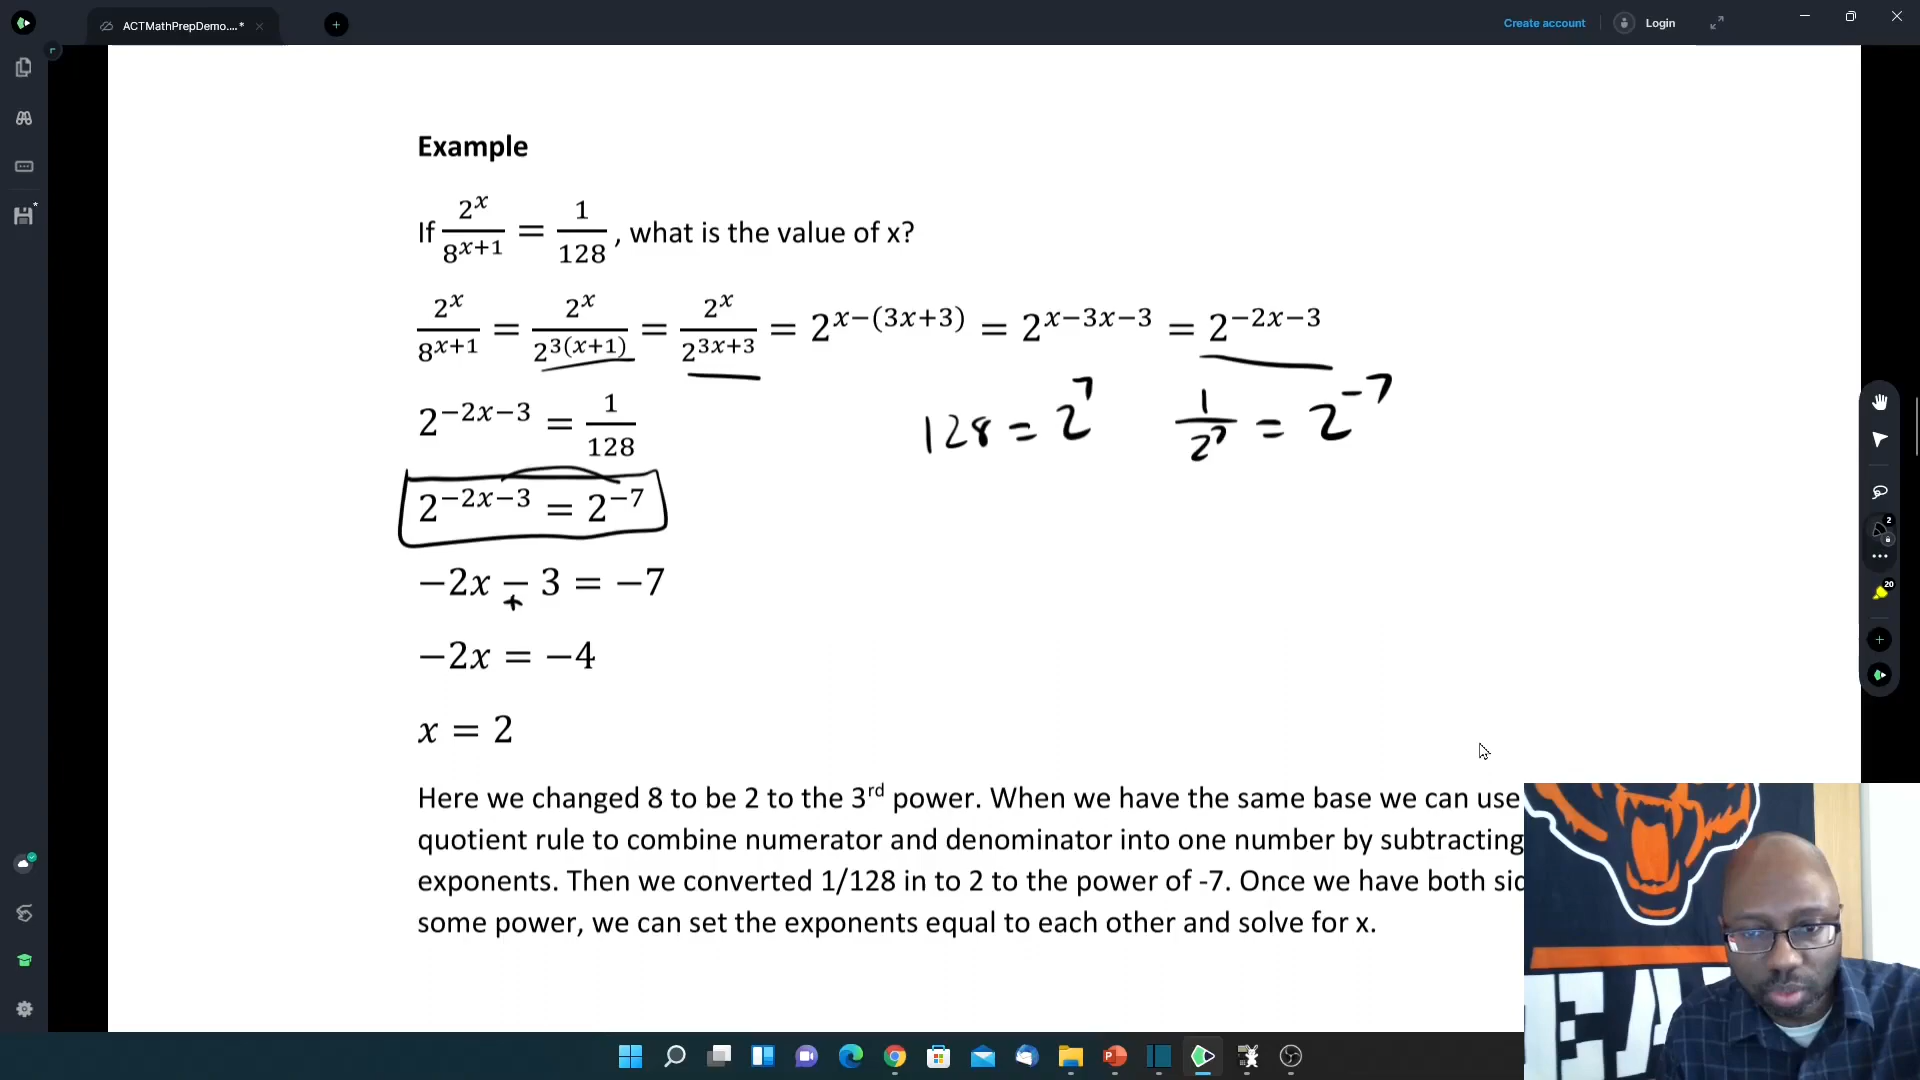 ACTMathPrepDemo....*
Create account
Login
Example
If 2^x / 8^(x+1) = 1/128 , what is the value of x?
2^x / 8^(x+1) = 2^x / 2^(3(x+1)) = 2^x / 2^(3x+3) = 2^(x−(3x+3)) = 2^(x−3x−3) = 2^(−2x−3)
2^(−2x−3) = 1/128
128 = 2^7
1/2^7 = 2^−7
2^(−2x−3) = 2^−7
−2x − 3 = −7
+
−2x = −4
x = 2
Here we changed 8 to be 2 to the 3rd power. When we have the same base we can use
quotient rule to combine numerator and denominator into one number by subtracting
exponents. Then we converted 1/128 in to 2 to the power of -7. Once we have both sid
some power, we can set the exponents equal to each other and solve for x.
2
20
EA